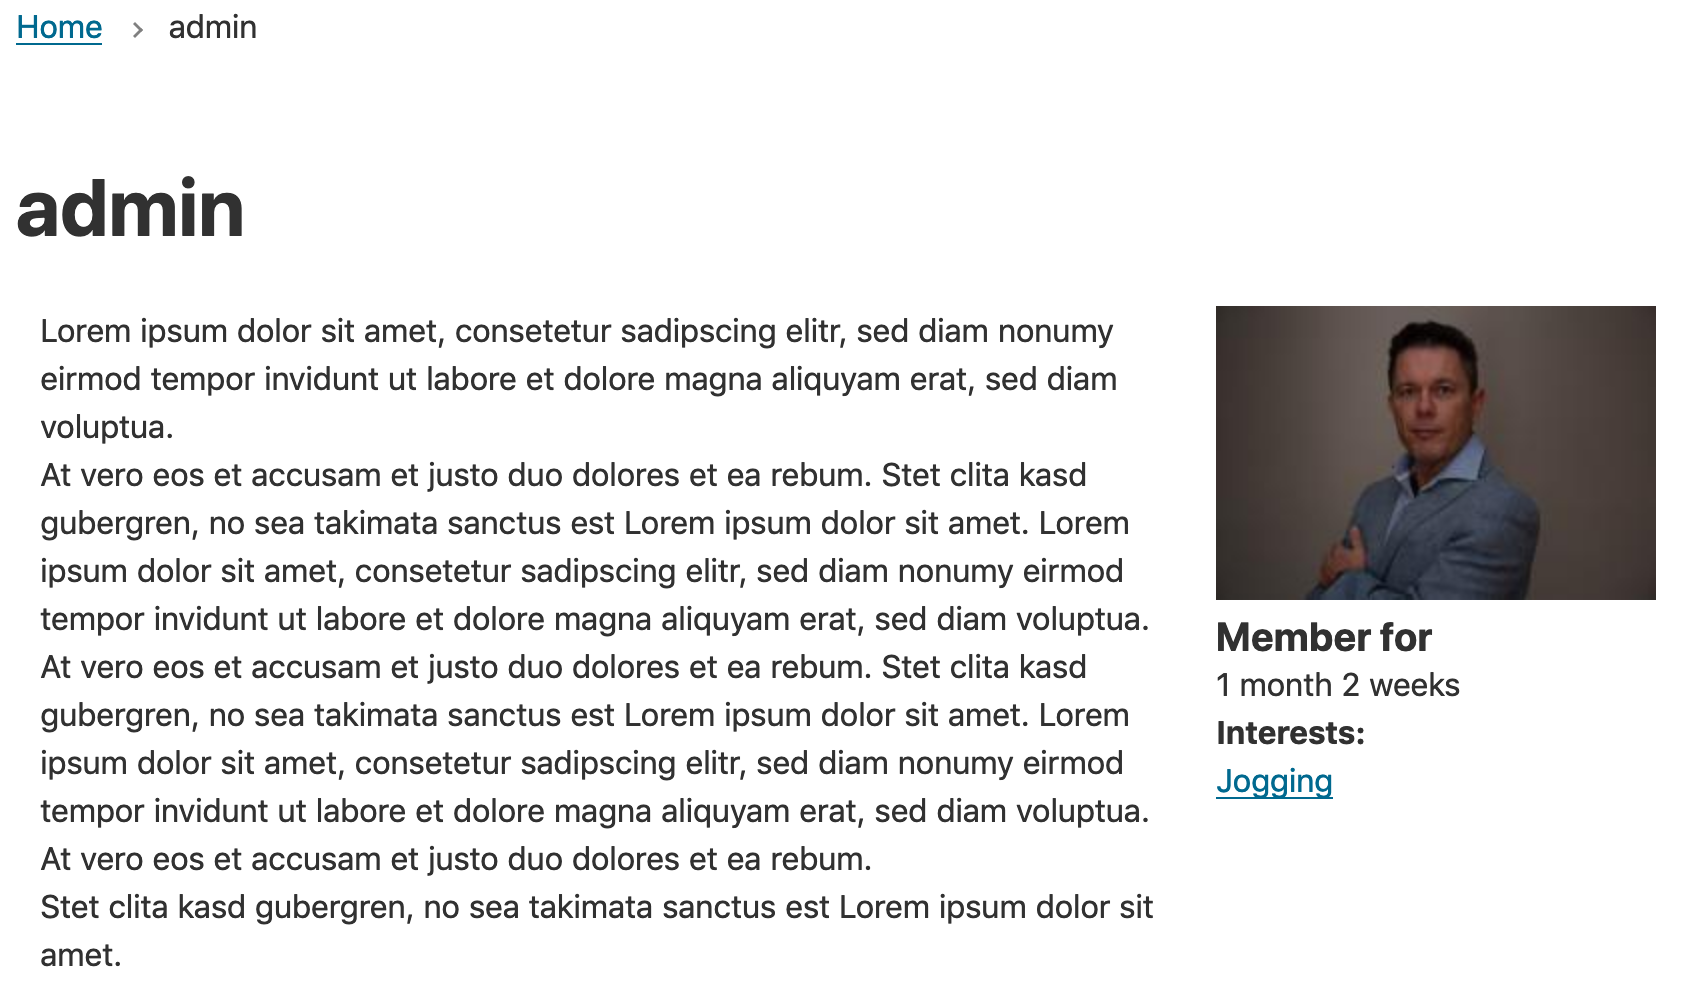 Home › admin
admin
Lorem ipsum dolor sit amet, consetetur sadipscing elitr, sed diam nonumy
eirmod tempor invidunt ut labore et dolore magna aliquyam erat, sed diam
voluptua.
At vero eos et accusam et justo duo dolores et ea rebum. Stet clita kasd
gubergren, no sea takimata sanctus est Lorem ipsum dolor sit amet. Lorem
ipsum dolor sit amet, consetetur sadipscing elitr, sed diam nonumy eirmod
tempor invidunt ut labore et dolore magna aliquyam erat, sed diam voluptua.
At vero eos et accusam et justo duo dolores et ea rebum. Stet clita kasd
gubergren, no sea takimata sanctus est Lorem ipsum dolor sit amet. Lorem
ipsum dolor sit amet, consetetur sadipscing elitr, sed diam nonumy eirmod
tempor invidunt ut labore et dolore magna aliquyam erat, sed diam voluptua.
At vero eos et accusam et justo duo dolores et ea rebum.
Stet clita kasd gubergren, no sea takimata sanctus est Lorem ipsum dolor sit
amet.
Member for
1 month 2 weeks
Interests:
Jogging